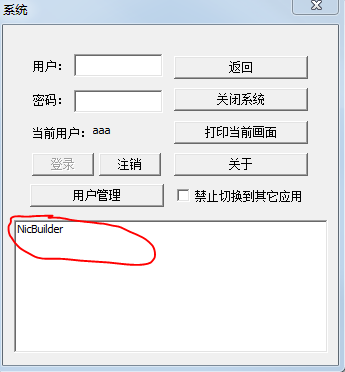 系统
用户：
返回
密码：
关闭系统
当前用户：aaa
打印当前画面
登录
注销
关于
用户管理
禁止切换到其它应用
NicBuilder